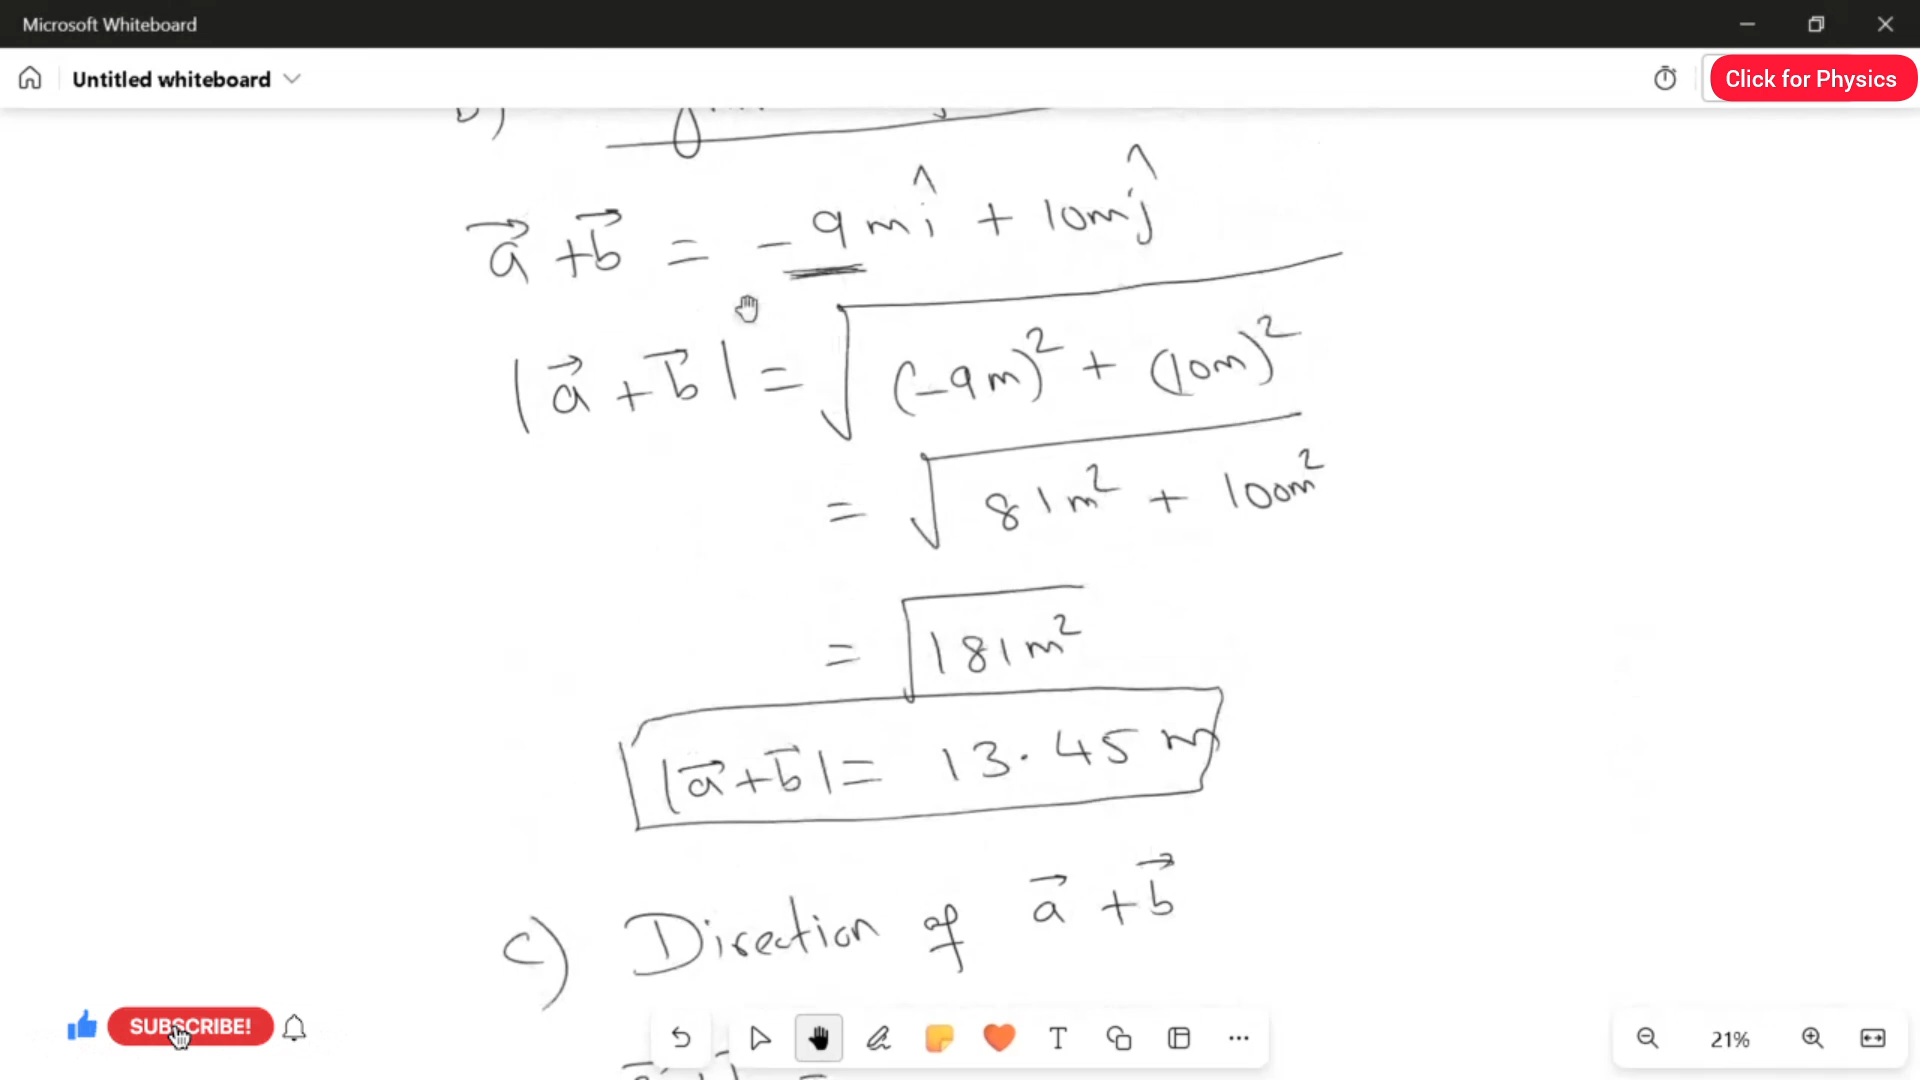 Microsoft Whiteboard
Untitled whiteboard
Click for Physics
b)
a⃗ + b⃗ = -9m î + 10m ĵ
|a⃗ + b⃗| = √((-9m)² + (10m)²)
= √(81m² + 100m²)
= √(181m²)
|a⃗ + b⃗| = 13.45 m
c) Direction of a⃗ + b⃗
SUBSCRIBE!
T
21%